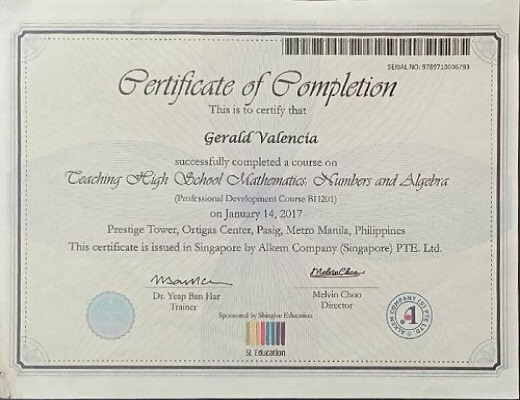 SERIAL NO: 9789710006793
Certificate of Completion
This is to certify that
Gerald Valencia
successfully completed a course on
Teaching High School Mathematics: Numbers and Algebra
(Professional Development Course BH201)
on January 14, 2017
Prestige Tower, Ortigas Center, Pasig, Metro Manila, Philippines
This certificate is issued in Singapore by Alkem Company (Singapore) PTE. Ltd.
Dr. Yeap Ban Har
Trainer
Melvin Choo
Director
Sponsored by Shinglee Education
SL Education
ALKEM COMPANY (S) PTE LTD
A